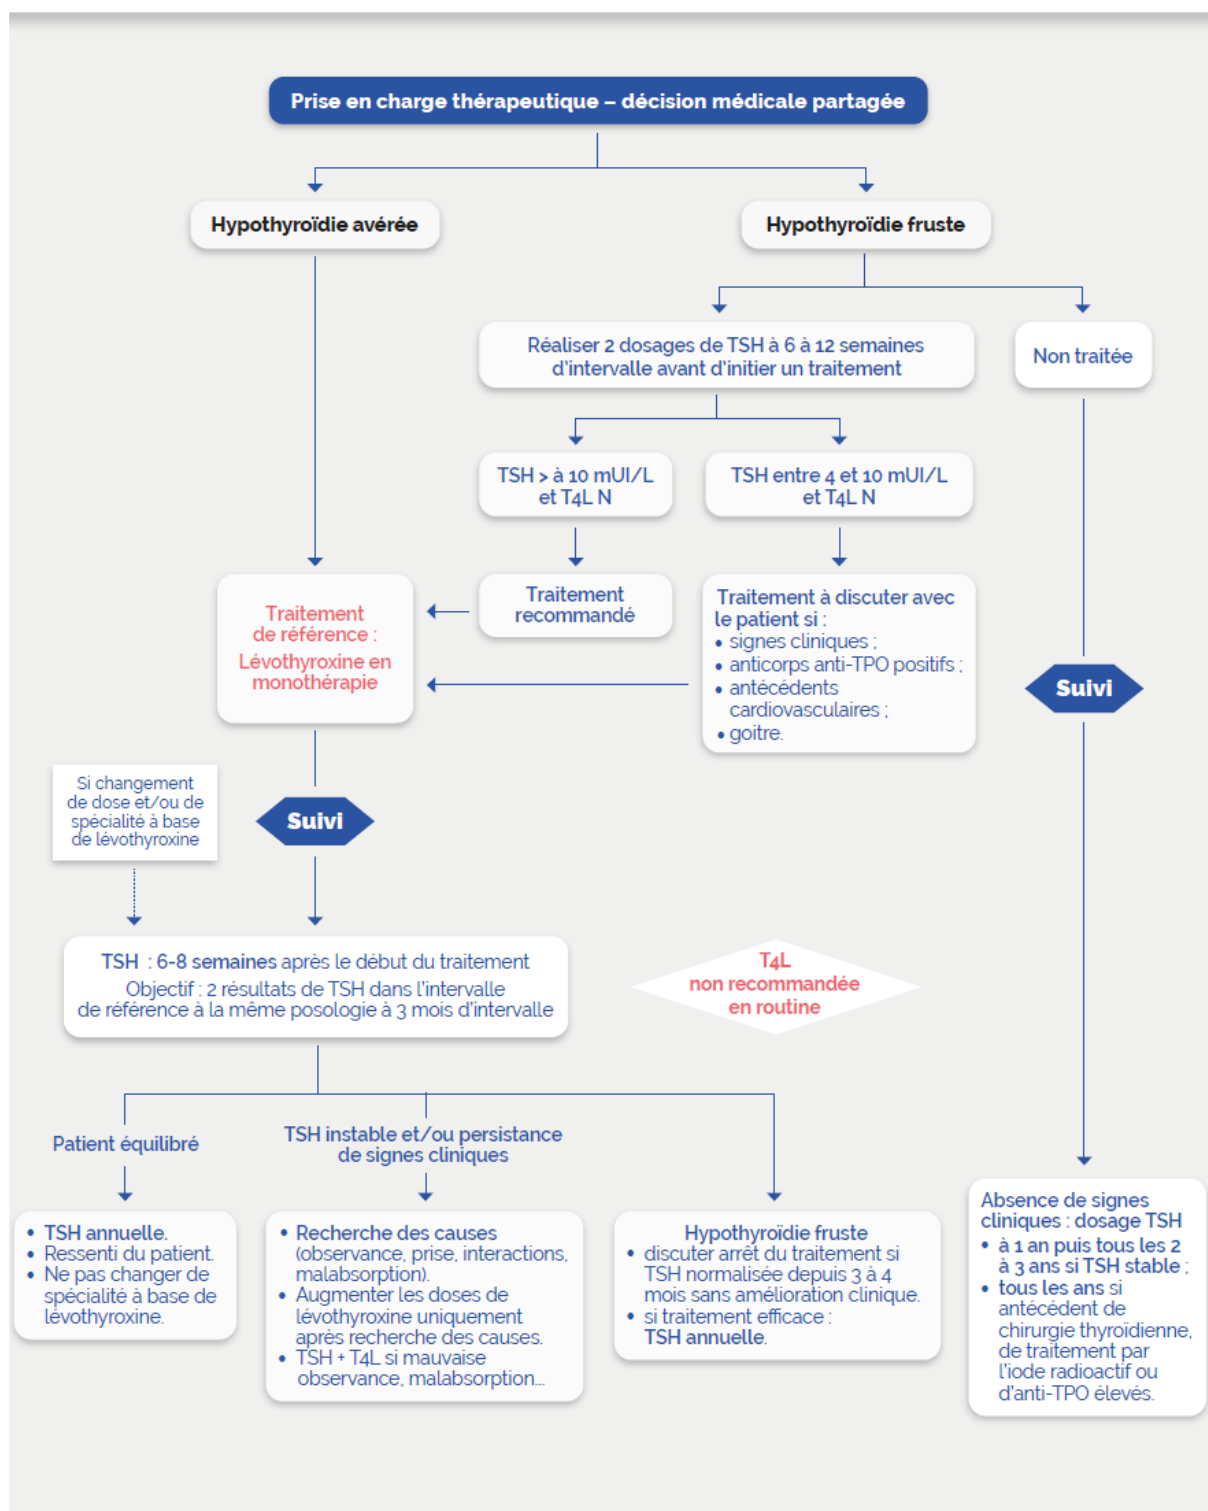 Prise en charge thérapeutique – décision médicale partagée
Hypothyroïdie avérée
Hypothyroïdie fruste
Réaliser 2 dosages de TSH à 6 à 12 semaines
d'intervalle avant d'initier un traitement
Non traitée
TSH > à 10 mUI/L
et T4L N
TSH entre 4 et 10 mUI/L
et T4L N
Traitement
recommandé
Traitement à discuter avec
le patient si :
• signes cliniques ;
• anticorps anti-TPO positifs ;
• antécédents
cardiovasculaires ;
• goitre.
Traitement
de référence :
Lévothyroxine en
monothérapie
Suivi
Si changement
de dose et/ou de
spécialité à base
de lévothyroxine
Suivi
TSH : 6-8 semaines après le début du traitement
Objectif : 2 résultats de TSH dans l'intervalle
de référence à la même posologie à 3 mois d'intervalle
T4L
non recommandée
en routine
Patient équilibré
TSH instable et/ou persistance
de signes cliniques
• TSH annuelle.
• Ressenti du patient.
• Ne pas changer de
spécialité à base de
lévothyroxine.
• Recherche des causes
(observance, prise, interactions,
malabsorption).
• Augmenter les doses de
lévothyroxine uniquement
après recherche des causes.
• TSH + T4L si mauvaise
observance, malabsorption...
Hypothyroïdie fruste
• discuter arrêt du traitement si
TSH normalisée depuis 3 à 4
mois sans amélioration clinique.
• si traitement efficace :
TSH annuelle.
Absence de signes
cliniques : dosage TSH
• à 1 an puis tous les 2
à 3 ans si TSH stable ;
• tous les ans si
antécédent de
chirurgie thyroïdienne,
de traitement par
l'iode radioactif ou
d'anti-TPO élevés.